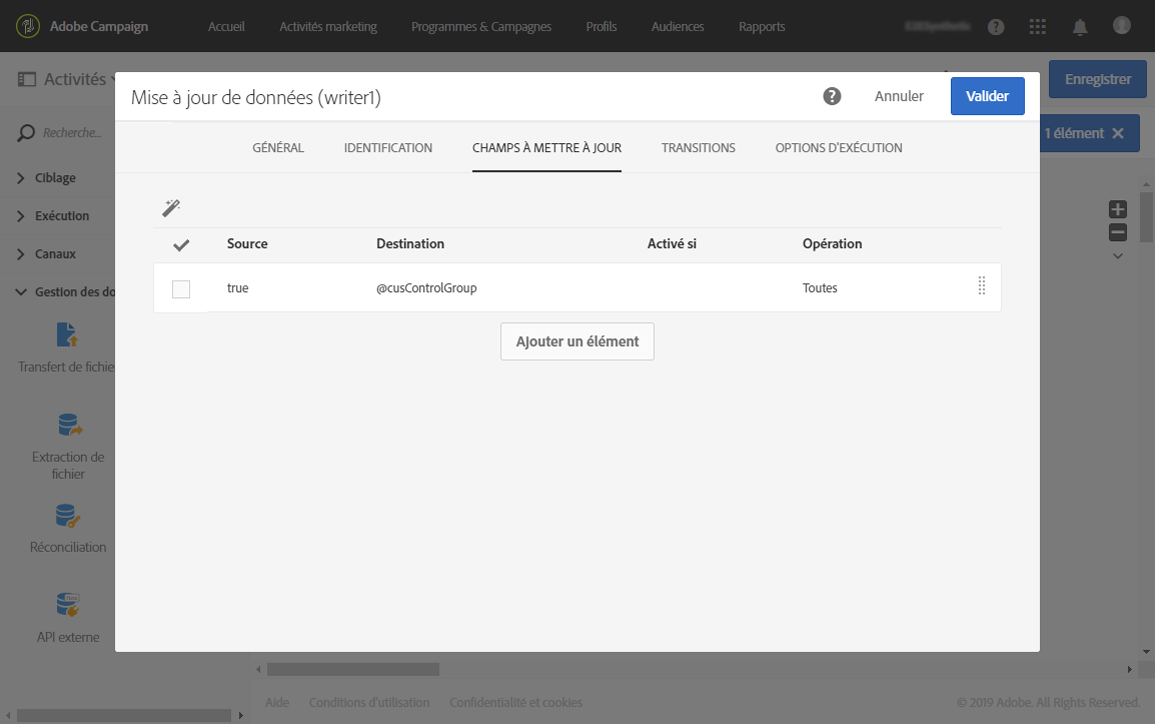 Adobe Campaign
Accueil
Activités marketing
Programmes & Campagnes
Profils
Audiences
Rapports
Activités
Enregistrer
Mise à jour de données (writer1)
Annuler
Valider
Recherche...
1 élément
GÉNÉRAL
IDENTIFICATION
CHAMPS À METTRE À JOUR
TRANSITIONS
OPTIONS D'EXÉCUTION
Ciblage
Exécution
Canaux
Gestion des do
Source
Destination
Activé si
Opération
true
@cusControlGroup
Toutes
Ajouter un élément
Transfert de fichie
Extraction de
fichier
Réconciliation
API externe
Aide
Conditions d'utilisation
Confidentialité et cookies
© 2019 Adobe. All Rights Reserved.